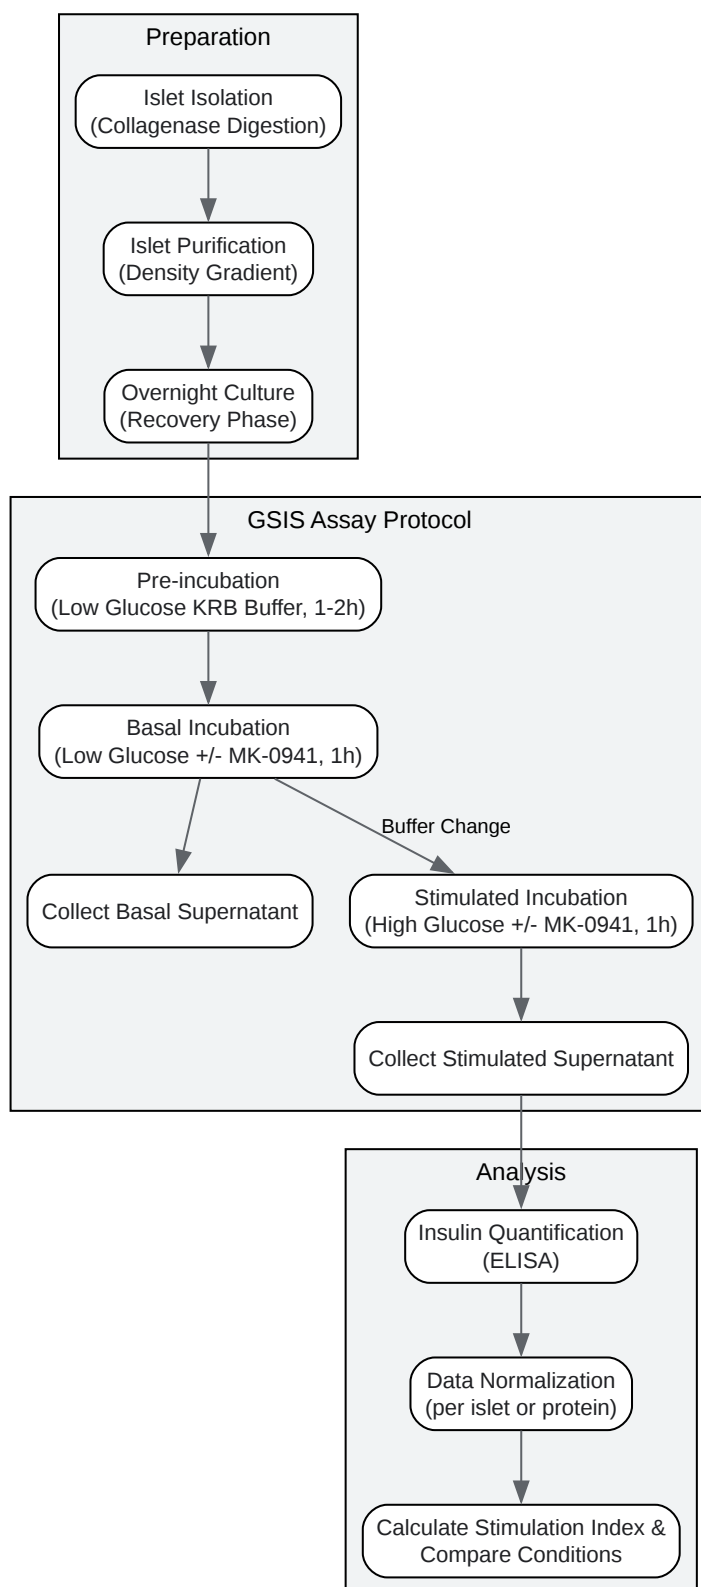 Preparation
Islet Isolation
(Collagenase Digestion)
Islet Purification
(Density Gradient)
Overnight Culture
(Recovery Phase)
GSIS Assay Protocol
Pre-incubation
(Low Glucose KRB Buffer, 1-2h)
Basal Incubation
(Low Glucose +/- MK-0941, 1h)
Buffer Change
Collect Basal Supernatant
Stimulated Incubation
(High Glucose +/- MK-0941, 1h)
Collect Stimulated Supernatant
Analysis
Insulin Quantification
(ELISA)
Data Normalization
(per islet or protein)
Calculate Stimulation Index &
Compare Conditions